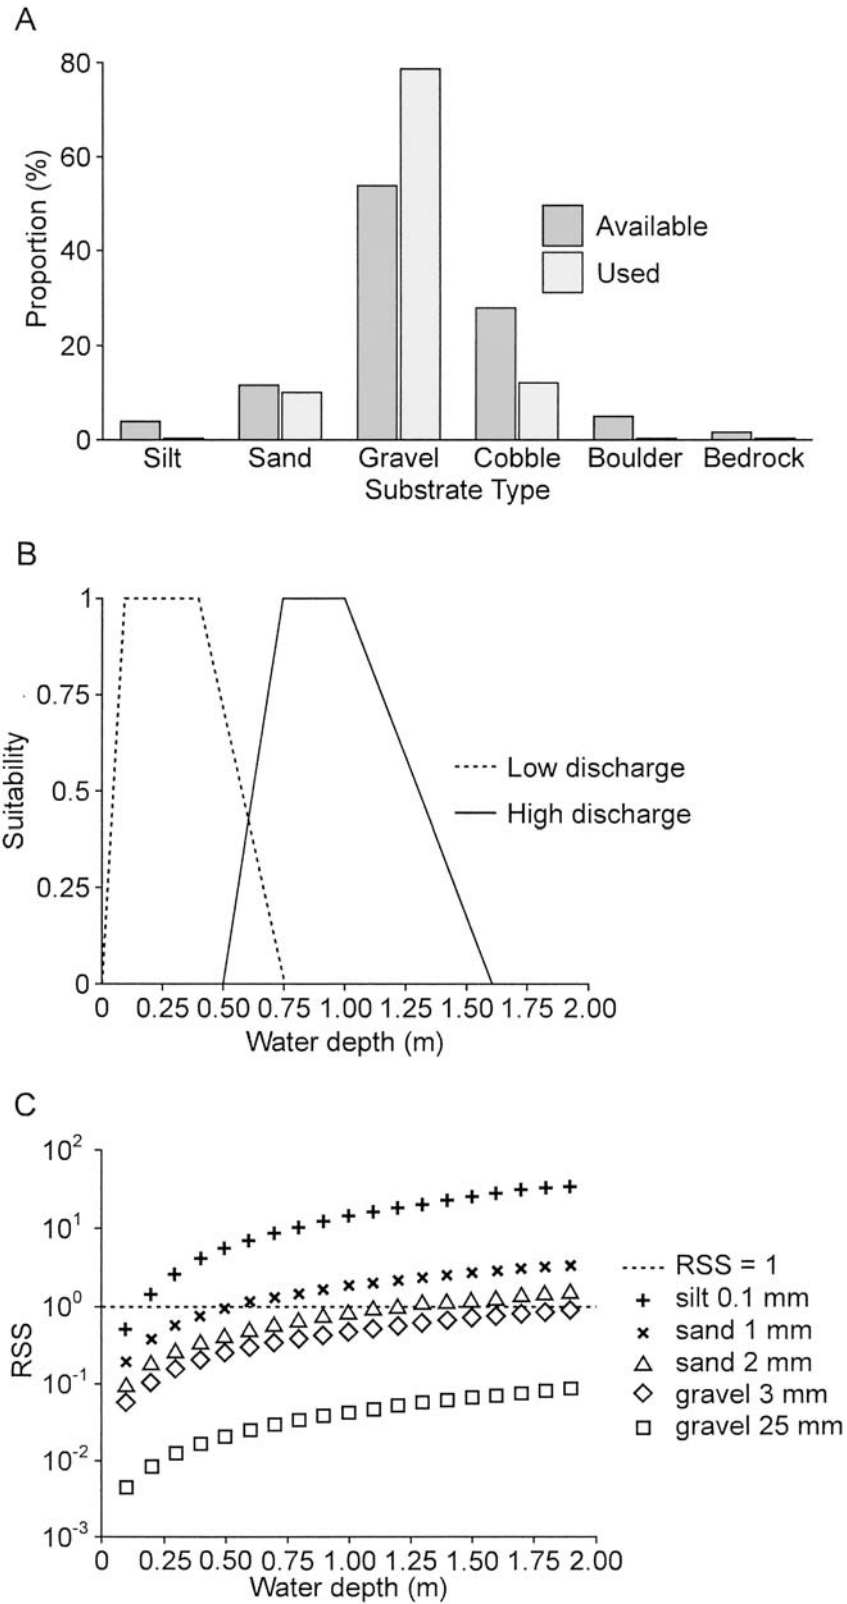 A
80
60
40
20
0
Proportion (%)
Available
Used
Silt Sand Gravel Cobble Boulder Bedrock
Substrate Type
B
1
0.75
0.5
0.25
0
Suitability
Low discharge
High discharge
0 0.25 0.50 0.75 1.00 1.25 1.50 1.75 2.00
Water depth (m)
C
10²
10¹
10⁰
10⁻¹
10⁻²
10⁻³
RSS
RSS = 1
silt 0.1 mm
sand 1 mm
sand 2 mm
gravel 3 mm
gravel 25 mm
0 0.25 0.50 0.75 1.00 1.25 1.50 1.75 2.00
Water depth (m)